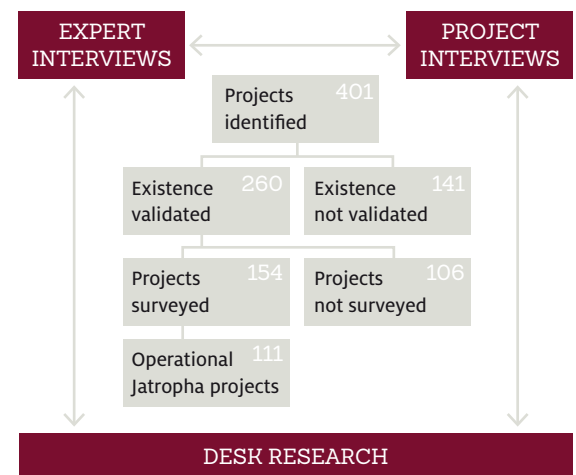 EXPERT
INTERVIEWS
PROJECT
INTERVIEWS
Projects 401
identified
Existence 260
validated
Existence 141
not validated
Projects 154
surveyed
Projects 106
not surveyed
Operational 111
Jatropha projects
DESK RESEARCH